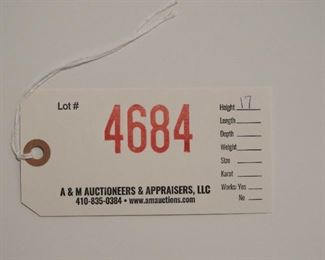 Lot #
4684
Height 17
Length
Depth
Weight
Size
Karat
Works: Yes
No
A & M AUCTIONEERS & APPRAISERS, LLC
410-835-0384 • www.amauctions.com